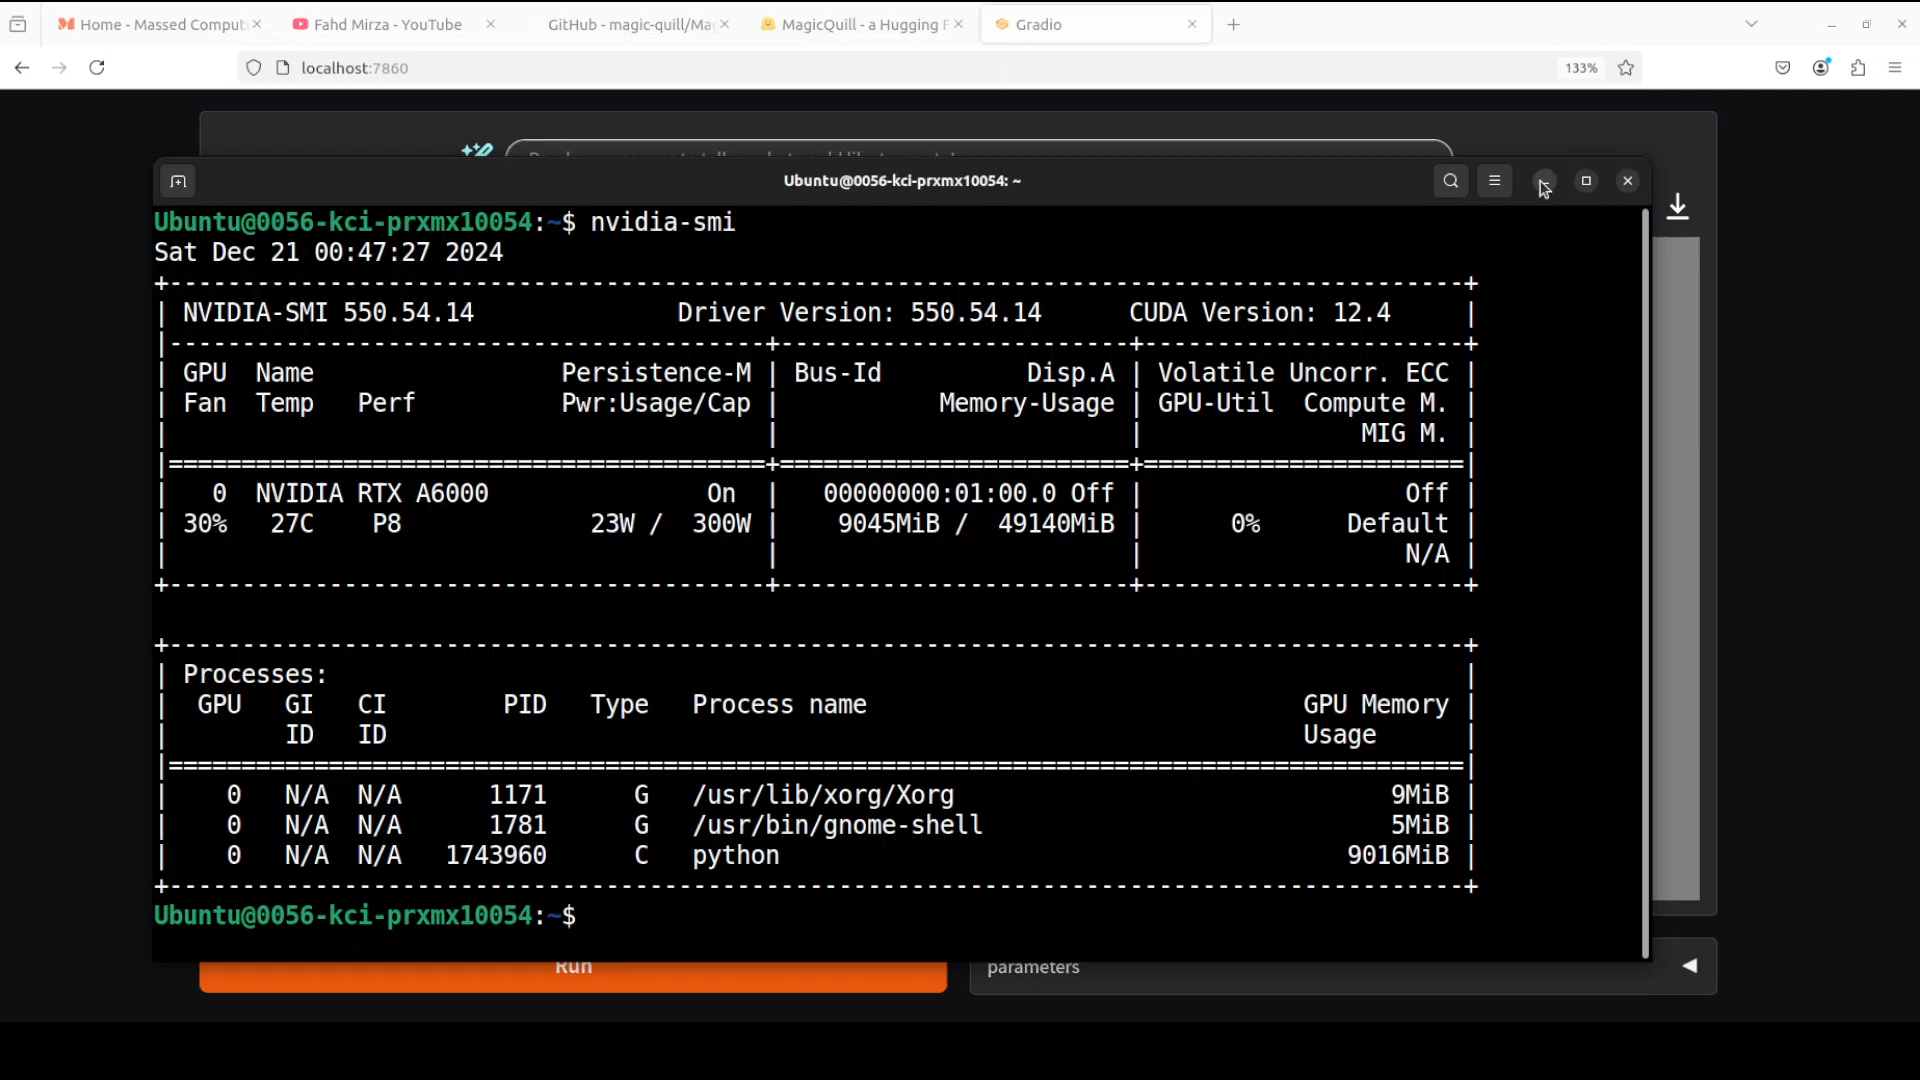 Home - Massed Comput
Fahd Mirza - YouTube
GitHub - magic-quill/Ma
MagicQuill - a Hugging F
Gradio
localhost:7860
133%
Ubuntu@0056-kci-prxmx10054: ~
Ubuntu@0056-kci-prxmx10054:~$ nvidia-smi
Sat Dec 21 00:47:27 2024
+-----------------------------------------------------------------------------------------+
| NVIDIA-SMI 550.54.14 Driver Version: 550.54.14 CUDA Version: 12.4 |
|-----------------------------------------+------------------------+----------------------+
| GPU Name Persistence-M | Bus-Id Disp.A | Volatile Uncorr. ECC |
| Fan Temp Perf Pwr:Usage/Cap | Memory-Usage | GPU-Util Compute M. |
| | | MIG M. |
|=========================================+========================+======================|
| 0 NVIDIA RTX A6000 On | 00000000:01:00.0 Off | Off |
| 30% 27C P8 23W / 300W | 9045MiB / 49140MiB | 0% Default |
| | | N/A |
+-----------------------------------------+------------------------+----------------------+
+-----------------------------------------------------------------------------------------+
| Processes: |
| GPU GI CI PID Type Process name GPU Memory |
| ID ID Usage |
|=========================================================================================|
| 0 N/A N/A 1171 G /usr/lib/xorg/Xorg 9MiB |
| 0 N/A N/A 1781 G /usr/bin/gnome-shell 5MiB |
| 0 N/A N/A 1743960 C python 9016MiB |
+-----------------------------------------------------------------------------------------+
Ubuntu@0056-kci-prxmx10054:~$
Run
parameters